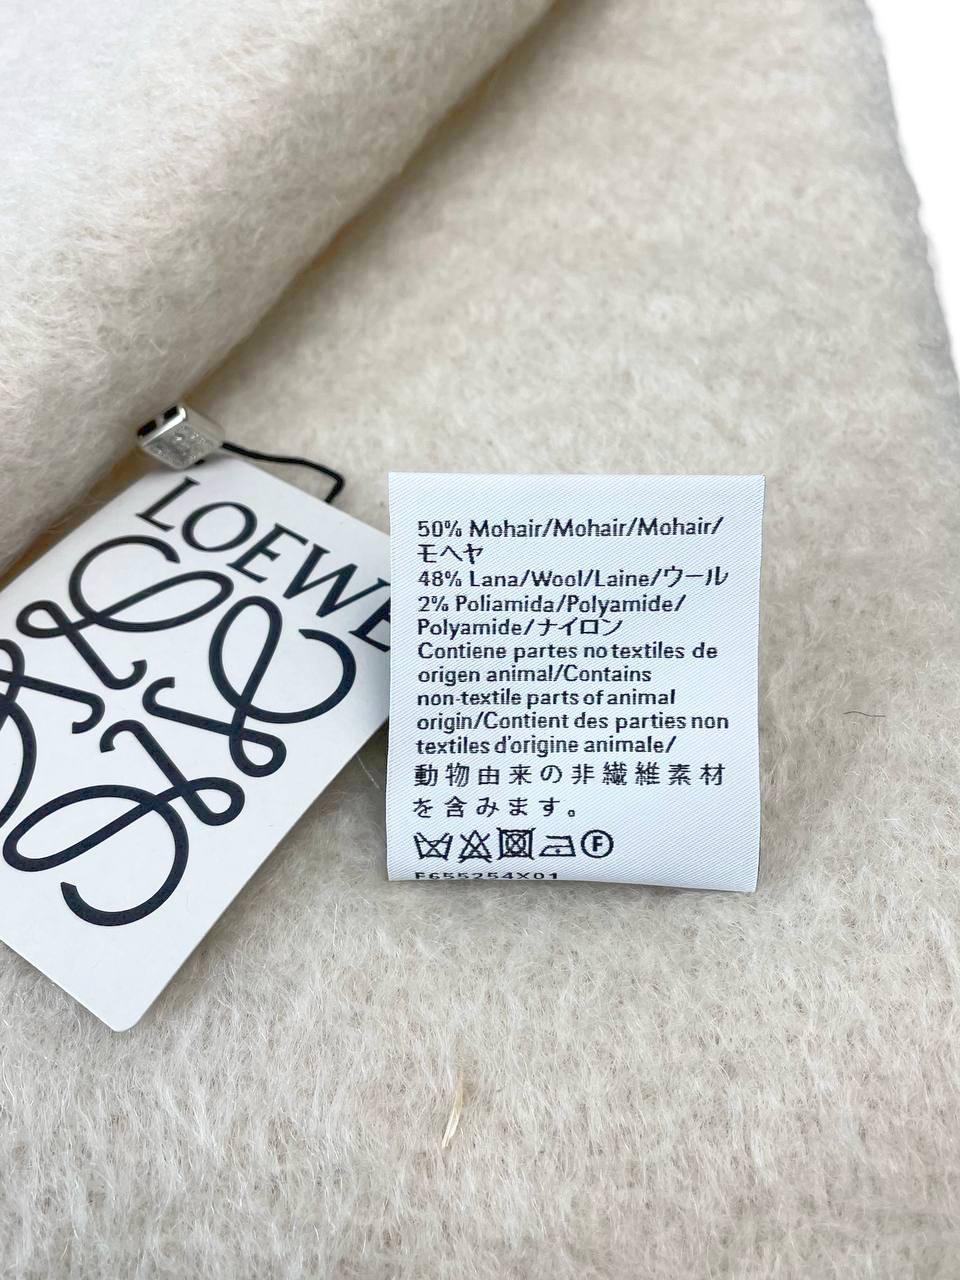 LOEWE
50% Mohair/Mohair/Mohair/
モヘヤ
48% Lana/Wool/Laine/ウール
2% Poliamida/Polyamide/
Polyamide/ナイロン
Contiene partes no textiles de
origen animal/Contains
non-textile parts of animal
origin/Contient des parties non
textiles d'origine animale/
動物由来の非繊維素材
を含みます。
F
F655254X01